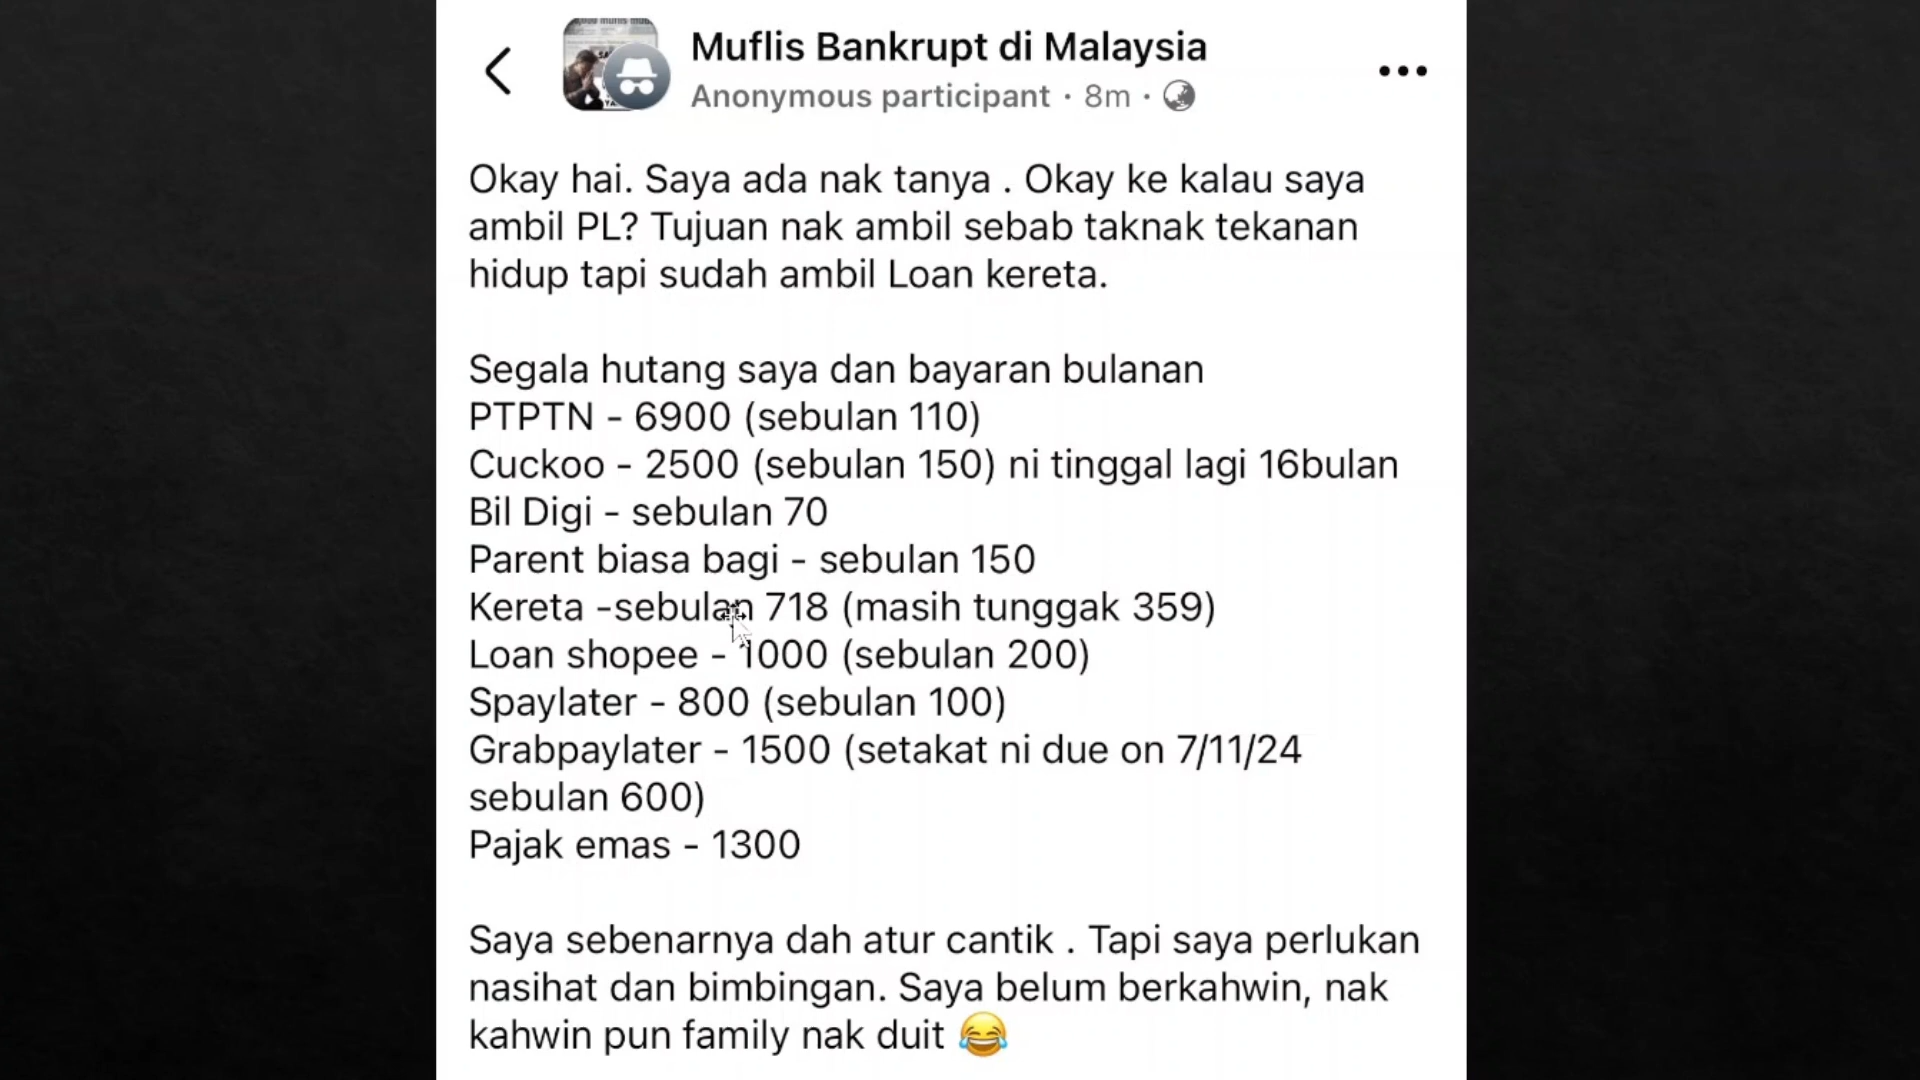 Muflis Bankrupt di Malaysia
Anonymous participant · 8m ·
Okay hai. Saya ada nak tanya . Okay ke kalau saya
ambil PL? Tujuan nak ambil sebab taknak tekanan
hidup tapi sudah ambil Loan kereta.
Segala hutang saya dan bayaran bulanan
PTPTN - 6900 (sebulan 110)
Cuckoo - 2500 (sebulan 150) ni tinggal lagi 16bulan
Bil Digi - sebulan 70
Parent biasa bagi - sebulan 150
Kereta -sebulan 718 (masih tunggak 359)
Loan shopee - 1000 (sebulan 200)
Spaylater - 800 (sebulan 100)
Grabpaylater - 1500 (setakat ni due on 7/11/24
sebulan 600)
Pajak emas - 1300
Saya sebenarnya dah atur cantik . Tapi saya perlukan
nasihat dan bimbingan. Saya belum berkahwin, nak
kahwin pun family nak duit 😂